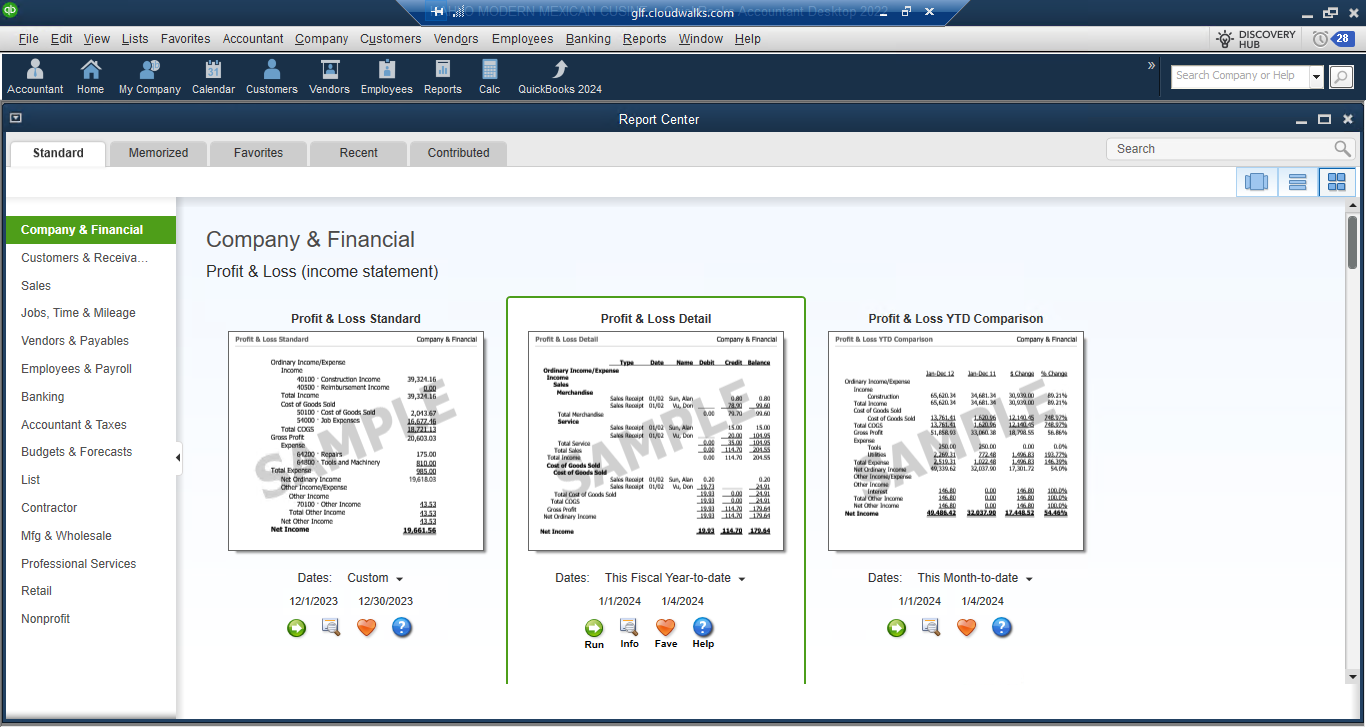 qb
HO MODERN MEXICAN CUSI Accountant Desktop 2022
glf.cloudwalks.com
File Edit View Lists Favorites Accountant Company Customers Vendors Employees Banking Reports Window Help
DISCOVERY
HUB
28
31
Accountant Home My Company Calendar Customers Vendors Employees Reports Calc QuickBooks 2024
» Search Company or Help
Report Center
Standard Memorized Favorites Recent Contributed
Search
Company & Financial
Customers & Receiva...
Sales
Jobs, Time & Mileage
Vendors & Payables
Employees & Payroll
Banking
Accountant & Taxes
Budgets & Forecasts
List
Contractor
Mfg & Wholesale
Professional Services
Retail
Nonprofit
Company & Financial
Profit & Loss (income statement)
Profit & Loss Standard
Profit & Loss Standard Company & Financial
Ordinary Income/Expense
Income
40100 · Construction Income 39,324.16
40500 · Reimbursement Income 0.00
Total Income 39,324.16
Cost of Goods Sold
50100 · Cost of Goods Sold 2,043.67
54000 · Job Expenses 16,677.46
Total COGS 18,721.13
Gross Profit 20,603.03
Expense
64200 · Repairs 175.00
64800 · Tools and Machinery 810.00
Total Expense 985.00
Net Ordinary Income 19,618.03
Other Income/Expense
Other Income
70100 · Other Income 43.53
Total Other Income 43.53
Net Other Income 43.53
Net Income 19,661.56
SAMPLE
Dates: Custom
12/1/2023 12/30/2023
Profit & Loss Detail
Profit & Loss Detail Company & Financial
Type Date Name Debit Credit Balance
Ordinary Income/Expense
Income
Sales
Merchandise
Sales Receipt 01/02 Sun, Alan 0.80 0.80
Sales Receipt 01/02 Vu, Don 78.90 99.60
Total Merchandise 0.00 79.70 99.60
Service
Sales Receipt 01/02 Sun, Alan 15.00 15.00
Sales Receipt 01/02 Vu, Don 20.00 104.95
Total Service 0.00 35.00 104.95
Total Sales 0.00 114.70 204.55
Total Income 0.00 114.70 204.55
Cost of Goods Sold
Cost of Goods Sold
Sales Receipt 01/02 Sun, Alan 0.20 0.20
Sales Receipt 01/02 Vu, Don 19.73 24.91
Total Cost of Goods Sold 19.93 0.00 24.91
Total COGS 19.93 0.00 24.91
Gross Profit 19.93 114.70 179.64
Net Ordinary Income 19.93 114.70 179.64
Net Income 19.93 114.70 179.64
SAMPLE
Dates: This Fiscal Year-to-date
1/1/2024 1/4/2024
Run Info Fave Help
Profit & Loss YTD Comparison
Profit & Loss YTD Comparison Company & Financial
Jan-Dec 12 Jan-Dec 11 $ Change % Change
Ordinary Income/Expense
Income
Construction 65,620.34 34,681.34 30,939.00 89.21%
Total Income 65,620.34 34,681.34 30,939.00 89.21%
Cost of Goods Sold
Cost of Goods Sold 13,761.41 1,620.96 12,140.45 748.97%
Total COGS 13,761.41 1,620.96 12,140.45 748.97%
Gross Profit 51,858.93 33,060.38 18,798.55 56.86%
Expense
Tools 250.00 250.00 0.00 0.0%
Utilities 2,269.31 772.48 1,496.83 193.77%
Total Expense 2,519.31 1,022.48 1,496.83 146.39%
Net Ordinary Income 49,339.62 32,037.90 17,301.72 54.0%
Other Income/Expense
Other Income
Interest 146.80 0.00 146.80 100.0%
Total Other Income 146.80 0.00 146.80 100.0%
Net Other Income 146.80 0.00 146.80 100.0%
Net Income 49,486.42 32,037.90 17,448.52 54.46%
SAMPLE
Dates: This Month-to-date
1/1/2024 1/4/2024